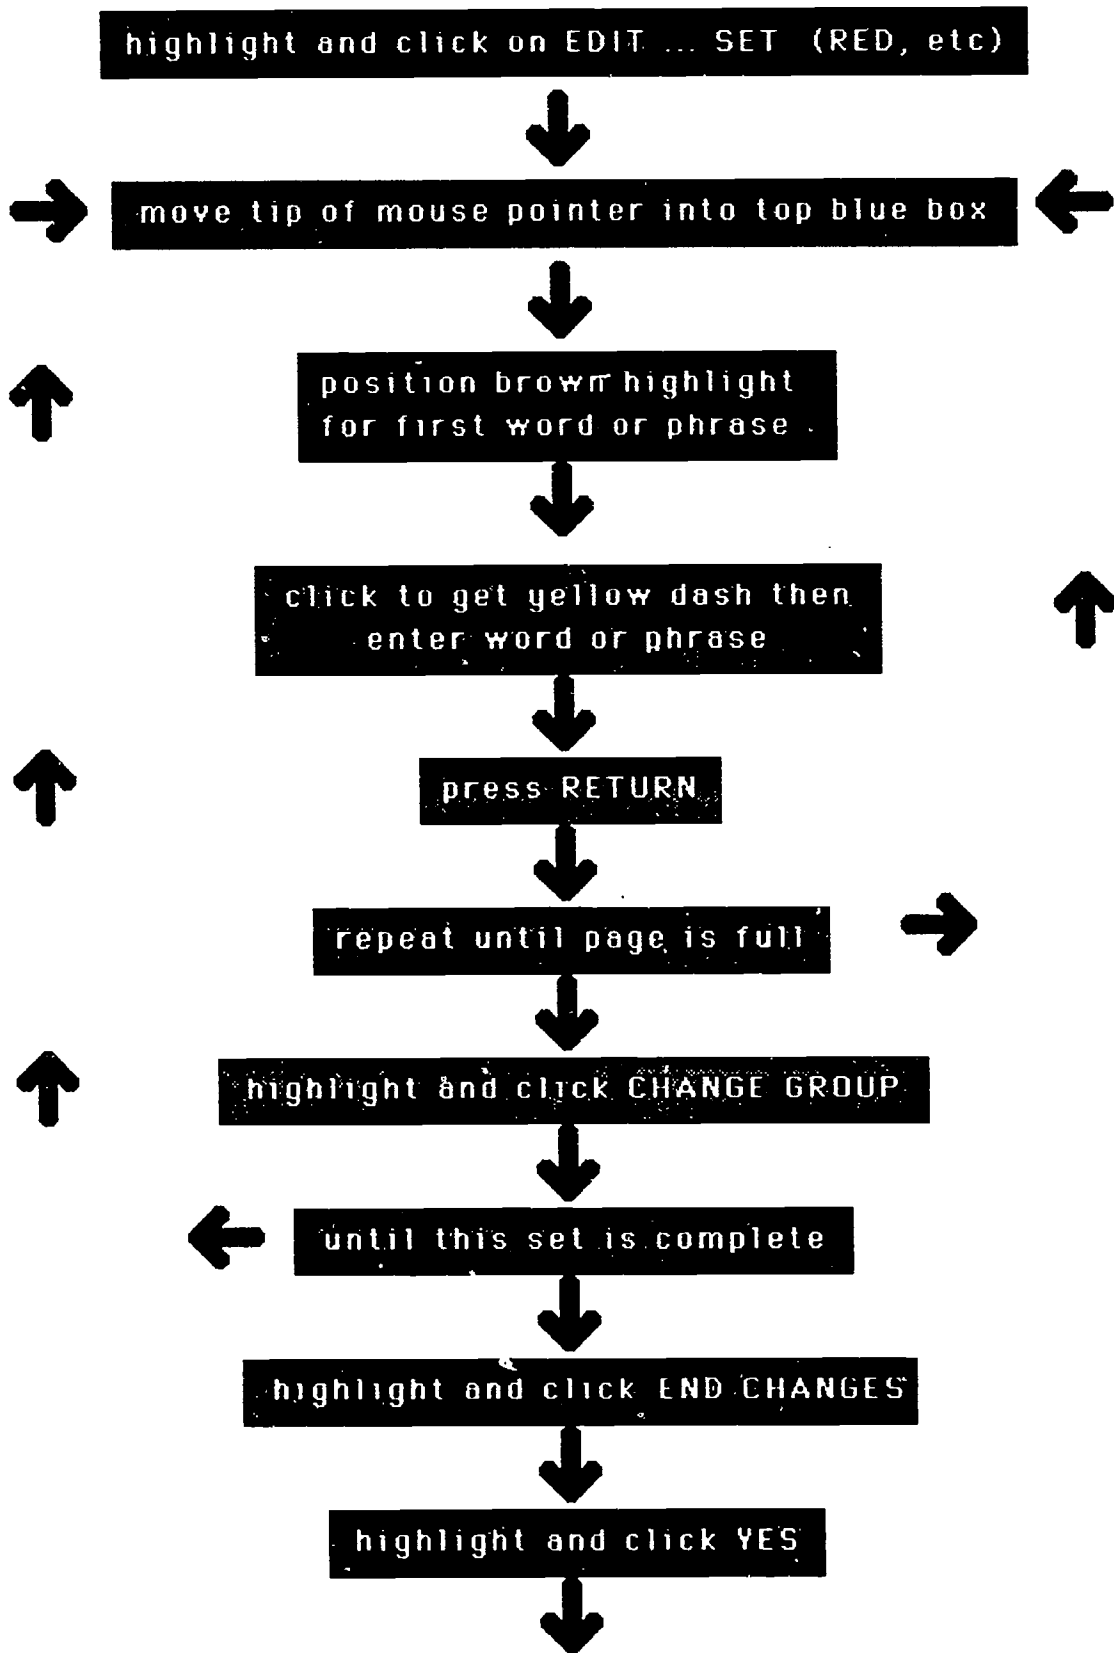 highlight and click on EDIT ... SET (RED, etc)
move tip of mouse pointer into top blue box
position brown highlight
for first word or phrase
click to get yellow dash then
enter word or phrase
press RETURN
repeat until page is full
highlight and click CHANGE GROUP
until this set is complete
highlight and click END CHANGES
highlight and click YES